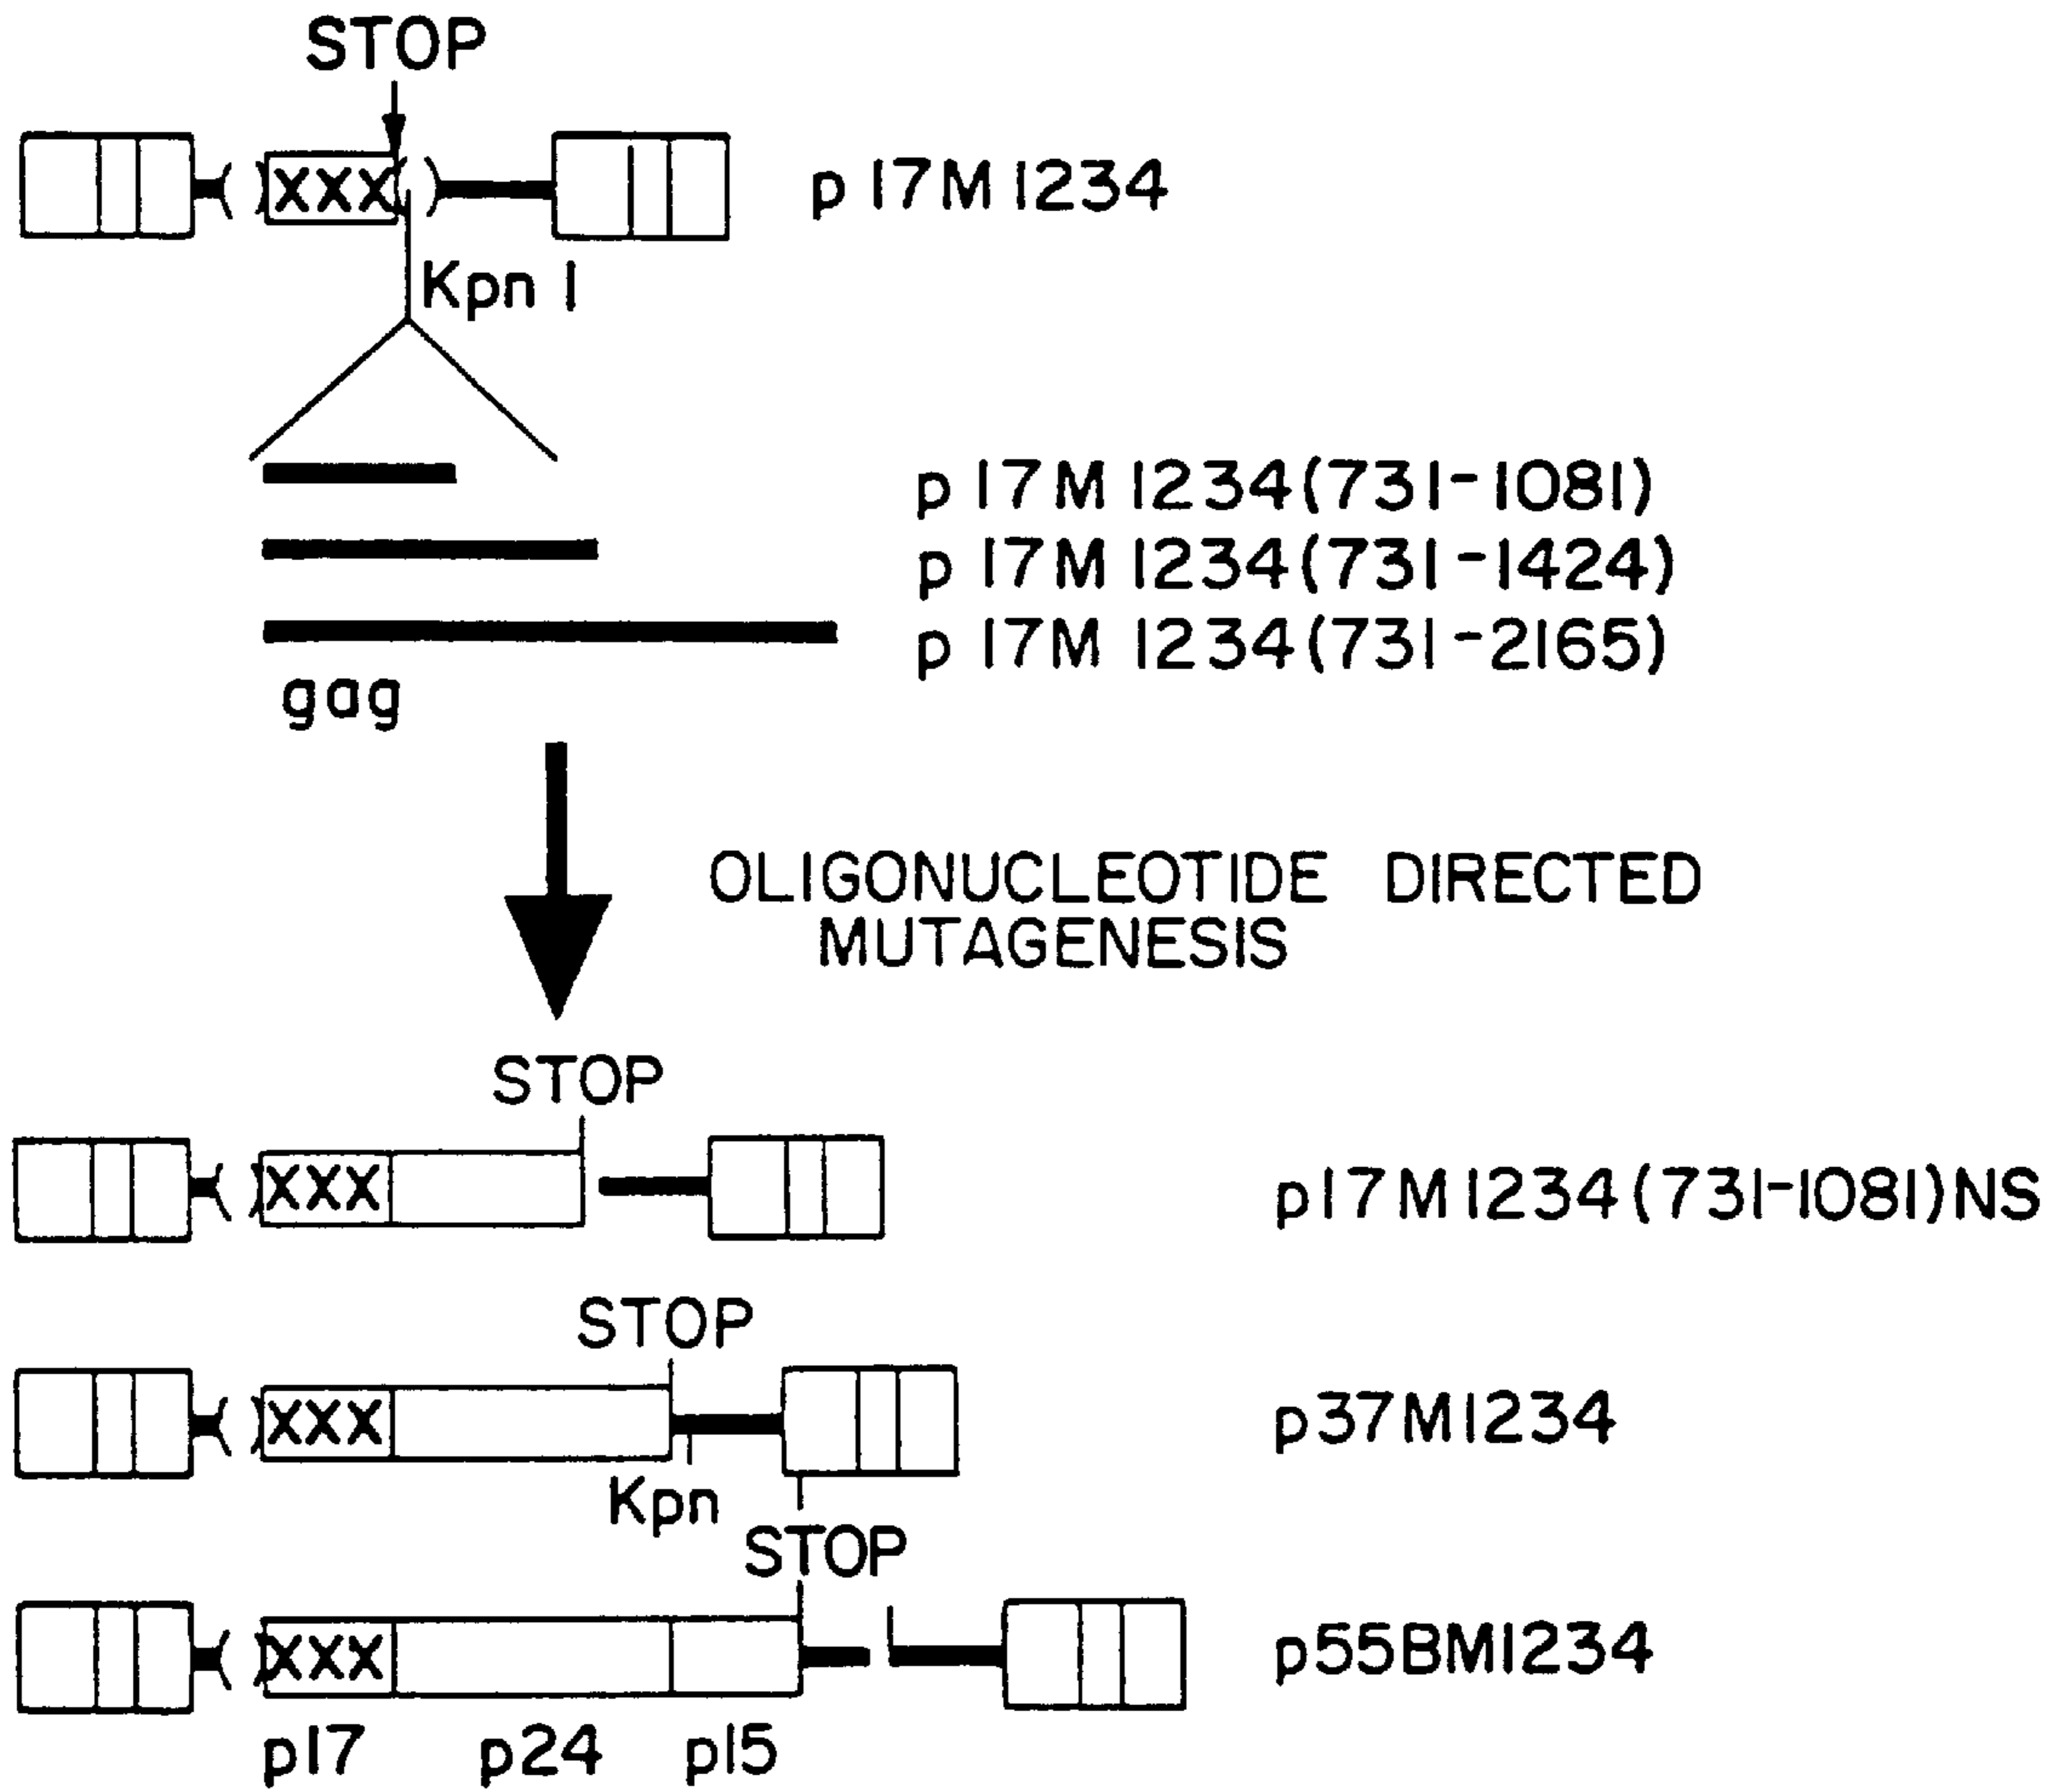 STOP
XXX
p17M1234
Kpn I
p17M1234(731-1081)
p17M1234(731-1424)
p17M1234(731-2165)
gag
OLIGONUCLEOTIDE DIRECTED
MUTAGENESIS
STOP
XXX
p17M1234(731-1081)NS
STOP
XXX
p37M1234
Kpn
STOP
XXX
p55BM1234
p17 p24 p15